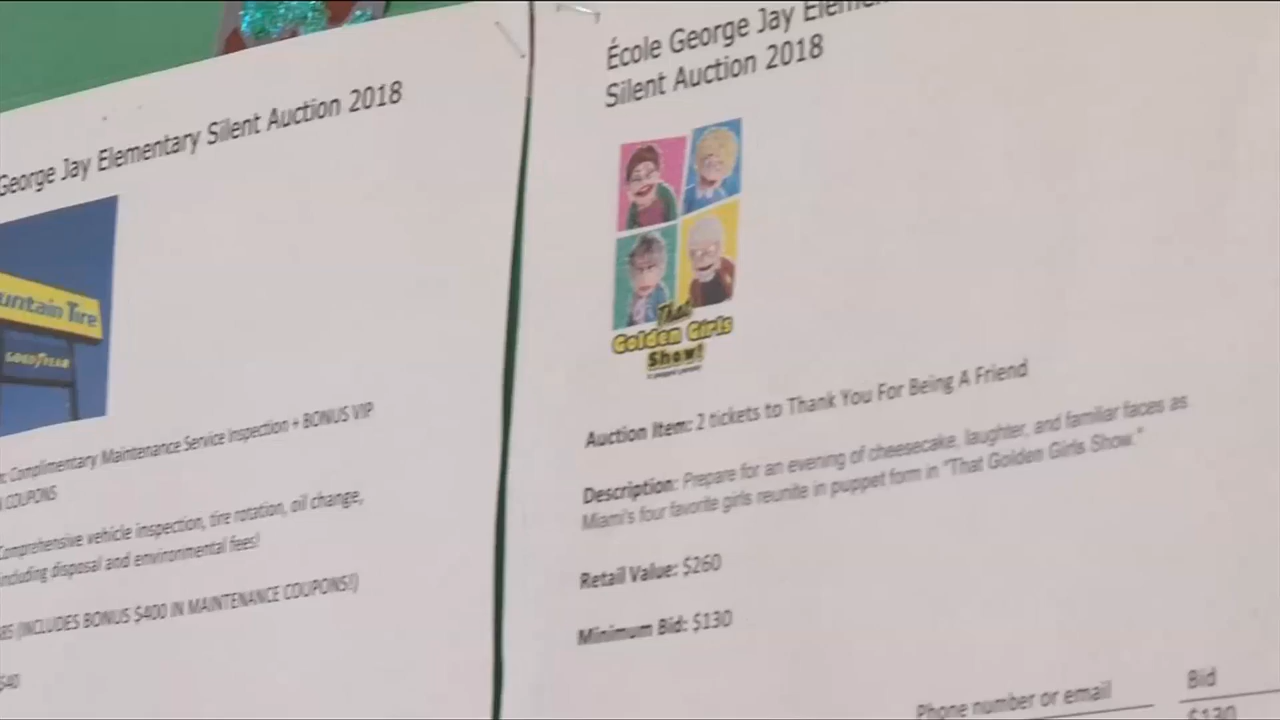 George Jay Elementary Silent Auction 2018
untain Tire
GOODYEAR
Complimentary Maintenance Service Inspection + BONUS VIP
COUPONS
Comprehensive vehicle inspection, tire rotation, oil change,
including disposal and environmental fees!
(INCLUDES BONUS $400 IN MAINTENANCE COUPONS!)
$40
École George Jay Elemen
Silent Auction 2018
That
Golden Girls
Show!
Auction Item: 2 tickets to Thank You For Being A Friend
Description: Prepare for an evening of cheesecake, laughter, and familiar faces as
Miami's four favorite girls reunite in puppet form in "That Golden Girls Show."
Retail Value: $260
Minimum Bid: $130
Phone number or email
Bid
$130